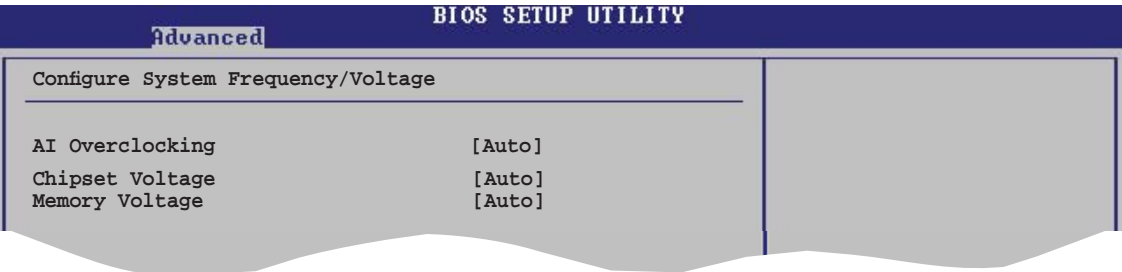 BIOS SETUP UTILITY
Advanced
Configure System Frequency/Voltage
AI Overclocking [Auto]
Chipset Voltage [Auto]
Memory Voltage [Auto]